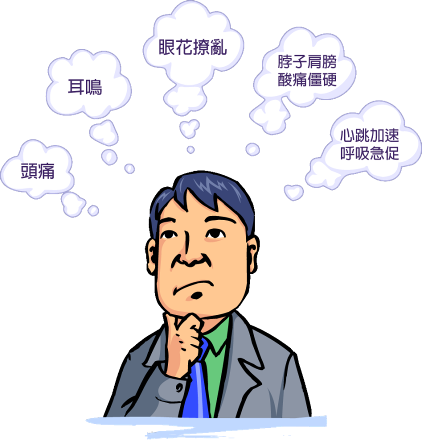 頭痛
耳鳴
眼花撩亂
脖子肩膀
酸痛僵硬
心跳加速
呼吸急促